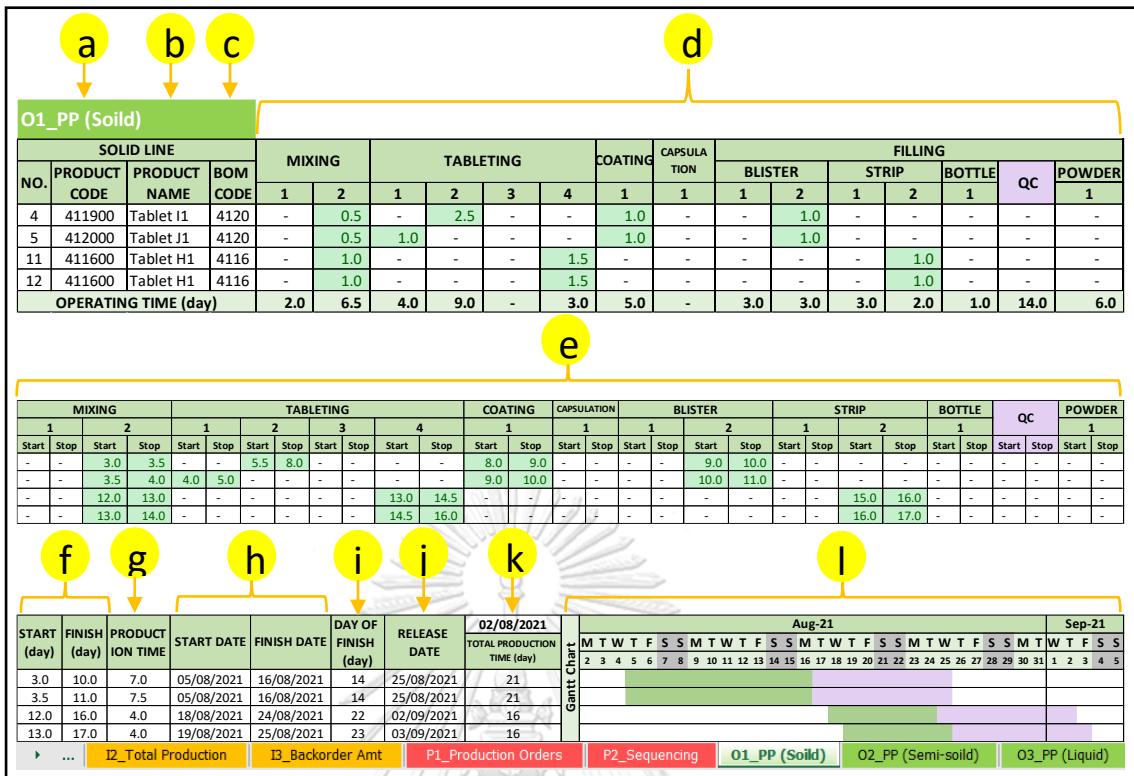 a b c d
O1_PP (Soild)
SOLID LINE MIXING TABLETING COATING CAPSULA TION FILLING
BLISTER STRIP BOTTLE QC POWDER
NO. PRODUCT CODE PRODUCT NAME BOM CODE 1 2 1 2 3 4 1 1 1 2 1 2 1 1
4 411900 Tablet I1 4120 - 0.5 - 2.5 - - 1.0 - - 1.0 - - - - -
5 412000 Tablet J1 4120 - 0.5 1.0 - - - 1.0 - - 1.0 - - - - -
11 411600 Tablet H1 4116 - 1.0 - - - 1.5 - - - - - 1.0 - - -
12 411600 Tablet H1 4116 - 1.0 - - - 1.5 - - - - - 1.0 - - -
OPERATING TIME (day) 2.0 6.5 4.0 9.0 - 3.0 5.0 - 3.0 3.0 3.0 2.0 1.0 14.0 6.0
e
MIXING TABLETING COATING CAPSULATION BLISTER STRIP BOTTLE QC POWDER
1 2 1 2 3 4 1 1 1 2 1 2 1 1
Start Stop Start Stop Start Stop Start Stop Start Stop Start Stop Start Stop Start Stop Start Stop Start Stop Start Stop Start Stop Start Stop Start Stop Start Stop
- - 3.0 3.5 - - 5.5 8.0 - - - - 8.0 9.0 - - - - 9.0 10.0 - - - - - - - - - -
- - 3.5 4.0 4.0 5.0 - - - - - - 9.0 10.0 - - - - 10.0 11.0 - - - - - - - - - -
- - 12.0 13.0 - - - - - - 13.0 14.5 - - - - - - - - - - 15.0 16.0 - - - - - -
- - 13.0 14.0 - - - - - - 14.5 16.0 - - - - - - - - - - 16.0 17.0 - - - - - -
f g h i j k l
START (day) FINISH (day) PRODUCT ION TIME START DATE FINISH DATE DAY OF FINISH (day) RELEASE DATE 02/08/2021 TOTAL PRODUCTION TIME (day) Gantt Chart Aug-21 Sep-21
M T W T F S S M T W T F S S M T W T F S S M T W T F S S M T W T F S S
2 3 4 5 6 7 8 9 10 11 12 13 14 15 16 17 18 19 20 21 22 23 24 25 26 27 28 29 30 31 1 2 3 4 5
3.0 10.0 7.0 05/08/2021 16/08/2021 14 25/08/2021 21
3.5 11.0 7.5 05/08/2021 16/08/2021 14 25/08/2021 21
12.0 16.0 4.0 18/08/2021 24/08/2021 22 02/09/2021 16
13.0 17.0 4.0 19/08/2021 25/08/2021 23 03/09/2021 16
... I2_Total Production I3_Backorder Amt P1_Production Orders P2_Sequencing O1_PP (Soild) O2_PP (Semi-soild) O3_PP (Liquid)